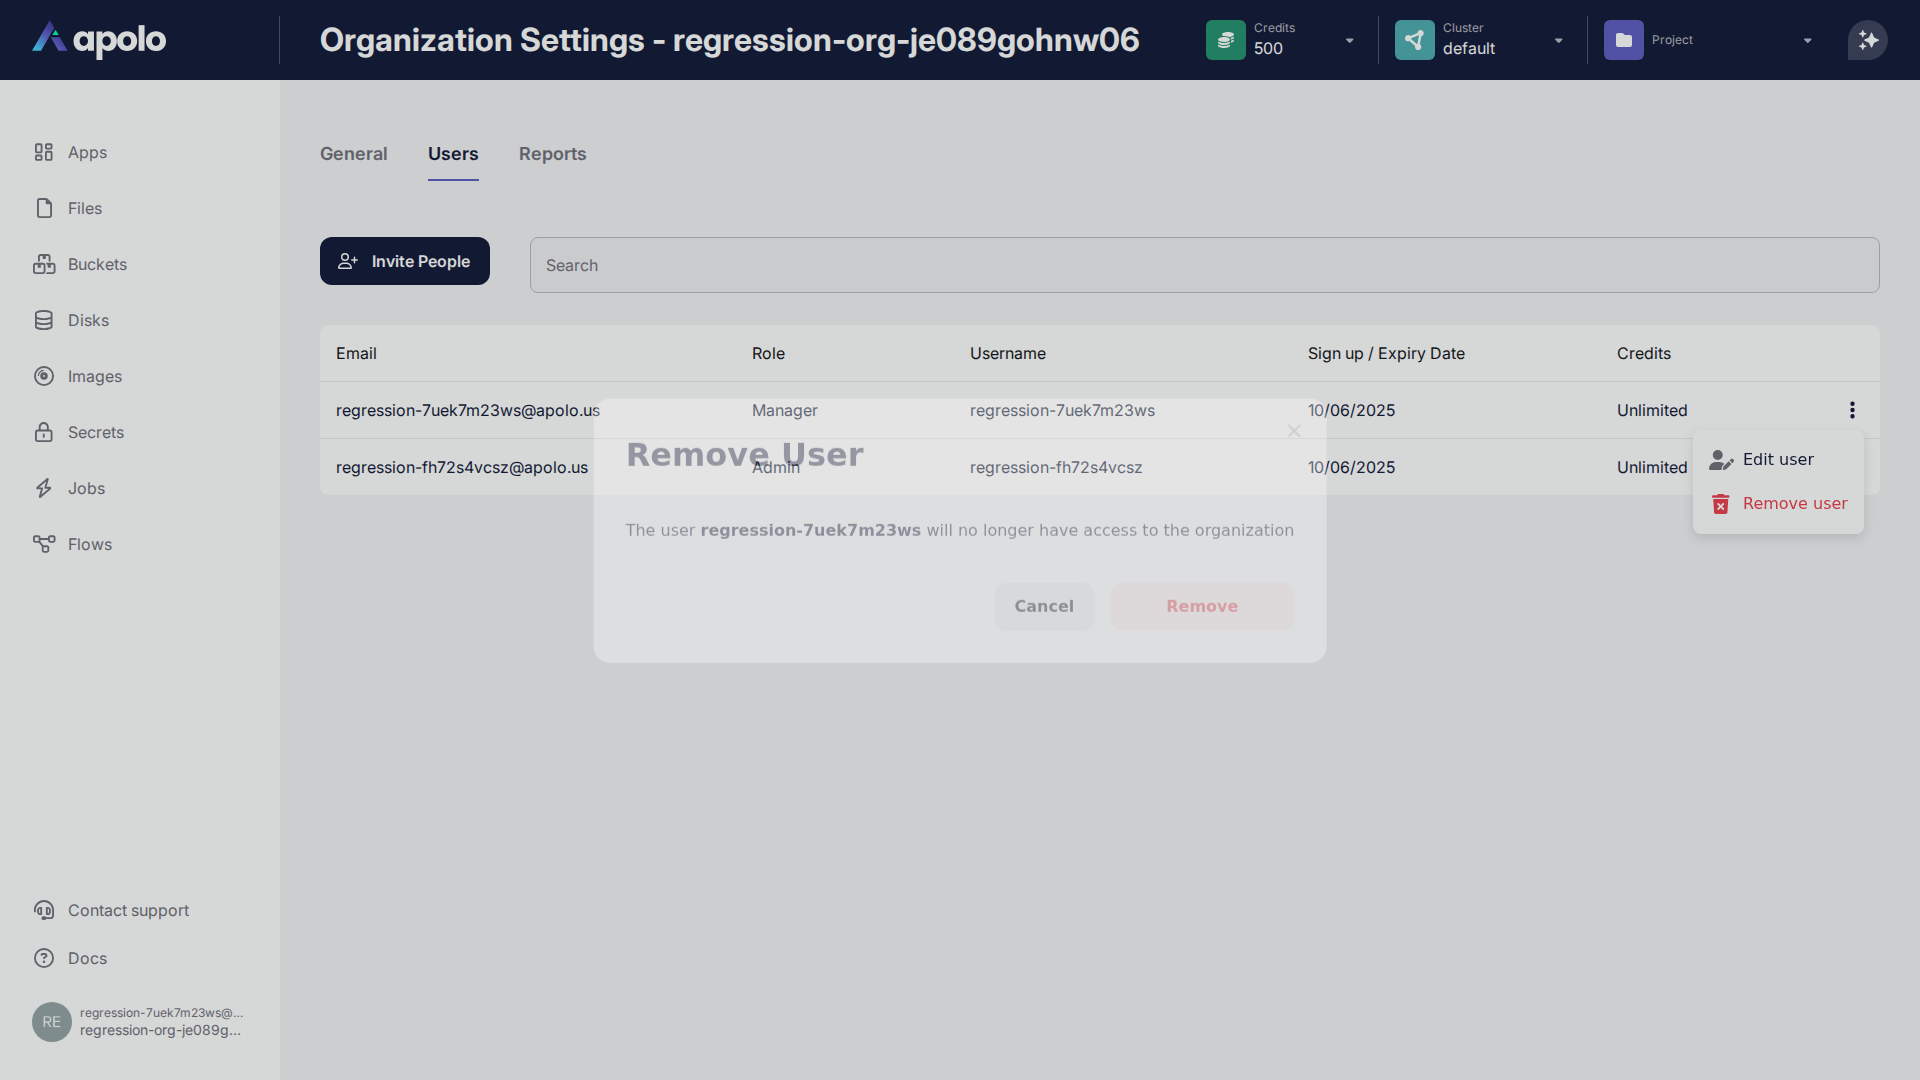 apolo
Organization Settings - regression-org-je089gohnw06
Credits
500
Cluster
default
Project
Apps
Files
Buckets
Disks
Images
Secrets
Jobs
Flows
Contact support
Docs
RE
regression-7uek7m23ws@...
regression-org-je089g...
General Users Reports
Invite People
Search
Email Role Username Sign up / Expiry Date Credits
regression-7uek7m23ws@apolo.us Manager regression-7uek7m23ws 10/06/2025 Unlimited
regression-fh72s4vcsz@apolo.us Admin regression-fh72s4vcsz 10/06/2025 Unlimited
Edit user
Remove user
Remove User
The user regression-7uek7m23ws will no longer have access to the organization
Cancel Remove